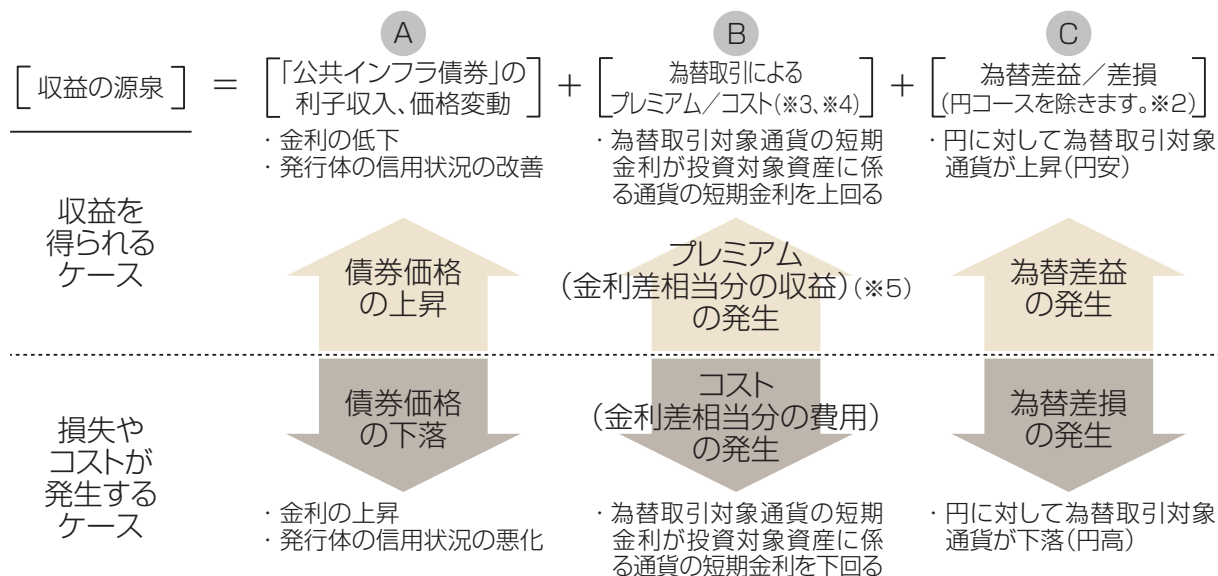 A
B
C
[収益の源泉]
=
[「公共インフラ債券」の
利子収入、価格変動]
+
[為替取引による
プレミアム/コスト(※3、※4)]
+
[為替差益/差損
(円コースを除きます。※2)]
収益を
得られる
ケース
・金利の低下
・発行体の信用状況の改善
債券価格
の上昇
・為替取引対象通貨の短期
金利が投資対象資産に係
る通貨の短期金利を上回る
プレミアム
(金利差相当分の収益)(※5)
の発生
・円に対して為替取引対象
通貨が上昇(円安)
為替差益
の発生
損失や
コストが
発生する
ケース
債券価格
の下落
・金利の上昇
・発行体の信用状況の悪化
コスト
(金利差相当分の費用)
の発生
・為替取引対象通貨の短期
金利が投資対象資産に係
る通貨の短期金利を下回る
為替差損
の発生
・円に対して為替取引対象
通貨が下落(円高)